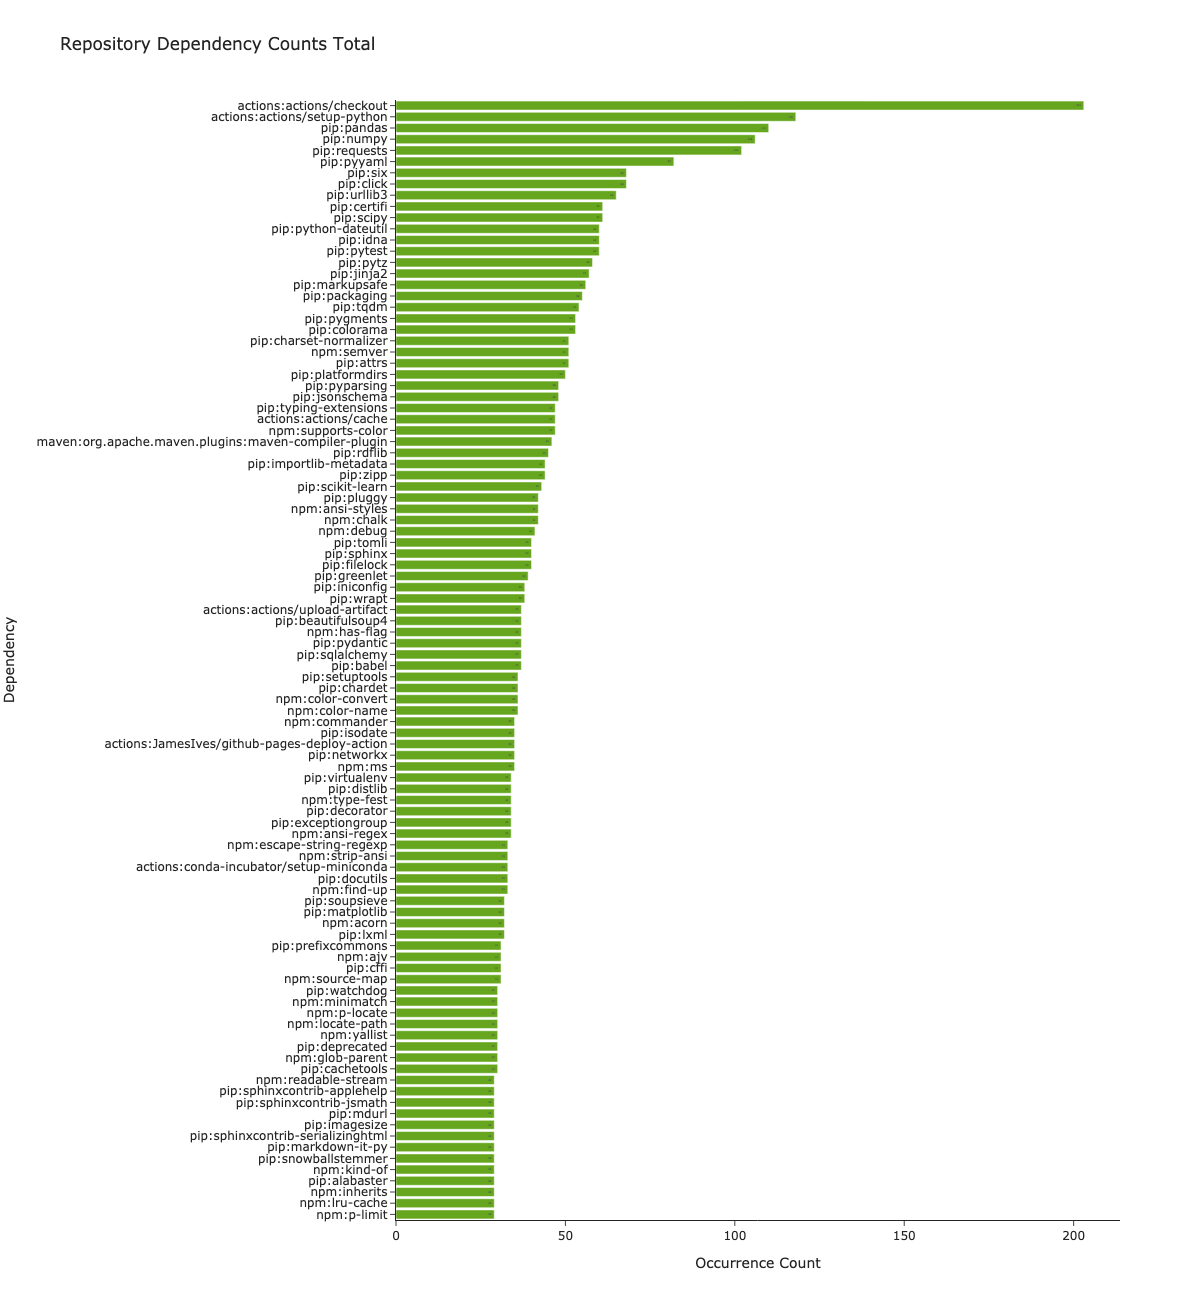 Repository Dependency Counts Total
actions:actions/checkout
actions:actions/setup-python
pip:pandas
pip:numpy
pip:requests
pip:pyyaml
pip:six
pip:click
pip:urllib3
pip:certifi
pip:scipy
pip:python-dateutil
pip:idna
pip:pytest
pip:pytz
pip:jinja2
pip:markupsafe
pip:packaging
pip:tqdm
pip:pygments
pip:colorama
pip:charset-normalizer
npm:semver
pip:attrs
pip:platformdirs
pip:pyparsing
pip:jsonschema
pip:typing-extensions
actions:actions/cache
npm:supports-color
maven:org.apache.maven.plugins:maven-compiler-plugin
pip:rdflib
pip:importlib-metadata
pip:zipp
pip:scikit-learn
pip:pluggy
npm:ansi-styles
npm:chalk
npm:debug
pip:tomli
pip:sphinx
pip:filelock
pip:greenlet
pip:iniconfig
pip:wrapt
actions:actions/upload-artifact
pip:beautifulsoup4
npm:has-flag
pip:pydantic
pip:sqlalchemy
pip:babel
pip:setuptools
pip:chardet
npm:color-convert
npm:color-name
npm:commander
pip:isodate
actions:JamesIves/github-pages-deploy-action
pip:networkx
npm:ms
pip:virtualenv
pip:distlib
npm:type-fest
pip:decorator
pip:exceptiongroup
npm:ansi-regex
npm:escape-string-regexp
npm:strip-ansi
actions:conda-incubator/setup-miniconda
pip:docutils
npm:find-up
pip:soupsieve
pip:matplotlib
npm:acorn
pip:lxml
pip:prefixcommons
npm:ajv
pip:cffi
npm:source-map
pip:watchdog
npm:minimatch
npm:p-locate
npm:locate-path
npm:yallist
pip:deprecated
npm:glob-parent
pip:cachetools
npm:readable-stream
pip:sphinxcontrib-applehelp
pip:sphinxcontrib-jsmath
pip:mdurl
pip:imagesize
pip:sphinxcontrib-serializinghtml
pip:markdown-it-py
pip:snowballstemmer
npm:kind-of
pip:alabaster
npm:inherits
npm:lru-cache
npm:p-limit
Dependency
0 50 100 150 200
Occurrence Count